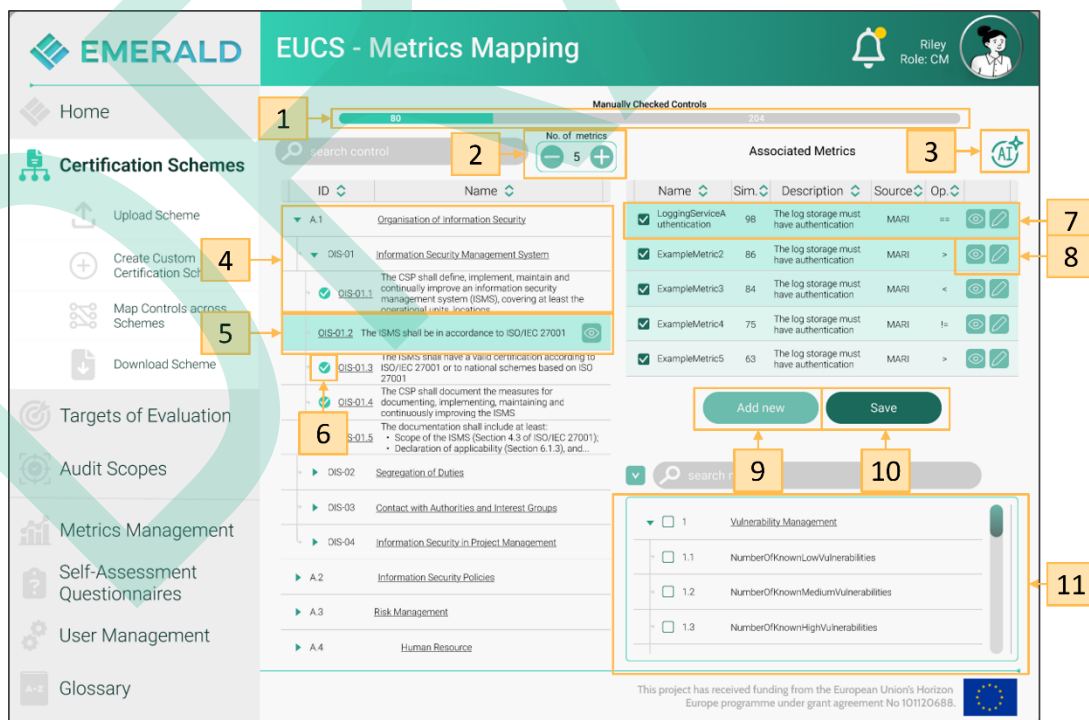 EMERALD
EUCS - Metrics Mapping
Riley
Role: CM
Home
Certification Schemes
Upload Scheme
Create Custom
Certification Sch
Map Controls across
Schemes
Download Scheme
Targets of Evaluation
Audit Scopes
Metrics Management
Self-Assessment
Questionnaires
User Management
A-Z
Glossary
Manually Checked Controls
1
80
204
search control
2
No. of metrics
5
Associated Metrics
3
AI
ID
Name
4
A.1
Organisation of Information Security
DIS-01
Information Security Management System
OIS-01.1
The CSP shall define, implement, maintain and
continually improve an information security
management system (ISMS), covering at least the
operational units, locations
5
OIS-01.2
The ISMS shall be in accordance to ISO/IEC 27001
OIS-01.3
The ISMS shall have a valid certification according to
ISO/IEC 27001 or to national schemes based on ISO
27001
6
OIS-01.4
The CSP shall document the measures for
documenting, implementing, maintaining and
continuously improving the ISMS
S-01.5
The documentation shall include at least:
• Scope of the ISMS (Section 4.3 of ISO/IEC 27001);
• Declaration of applicability (Section 6.1.3), and...
DIS-02
Segregation of Duties
DIS-03
Contact with Authorities and Interest Groups
DIS-04
Information Security in Project Management
A.2
Information Security Policies
A.3
Risk Management
A.4
Human Resource
Name
Sim.
Description
Source
Op.
LoggingServiceA
uthentication
98
The log storage must
have authentication
MARI
==
7
ExampleMetric2
86
The log storage must
have authentication
MARI
>
8
ExampleMetric3
84
The log storage must
have authentication
MARI
<
ExampleMetric4
75
The log storage must
have authentication
MARI
!=
ExampleMetric5
63
The log storage must
have authentication
MARI
>
Add new
Save
9
10
search
11
1
Vulnerability Management
1.1
NumberOfKnownLowVulnerabilities
1.2
NumberOfKnownMediumVulnerabilities
1.3
NumberOfKnownHighVulnerabilities
This project has received funding from the European Union's Horizon
Europe programme under grant agreement No 101120688.